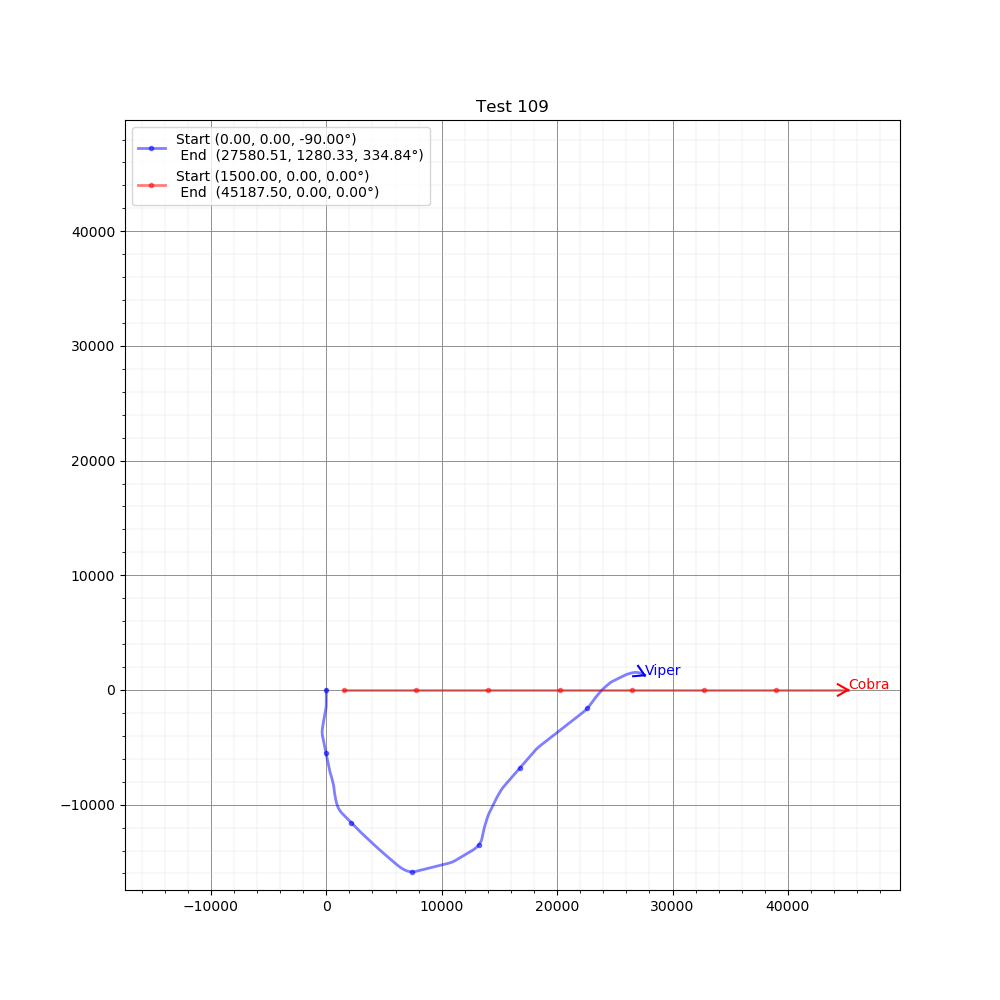 Test 109
Start (0.00, 0.00, -90.00°)
End (27580.51, 1280.33, 334.84°)
Start (1500.00, 0.00, 0.00°)
End (45187.50, 0.00, 0.00°)
40000
30000
20000
10000
0
−10000
Viper
Cobra
−10000
0
10000
20000
30000
40000